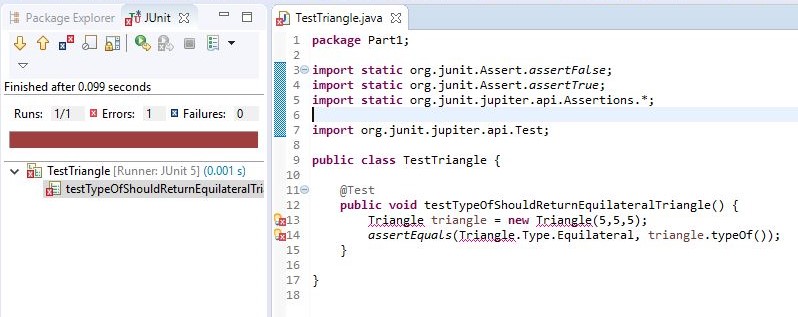 Package Explorer JUnit
Finished after 0.099 seconds
Runs: 1/1 Errors: 1 Failures: 0
TestTriangle [Runner: JUnit 5] (0.001 s)
testTypeOfShouldReturnEquilateralTri
TestTriangle.java
1 package Part1;
2
3 import static org.junit.Assert.assertFalse;
4 import static org.junit.Assert.assertTrue;
5 import static org.junit.jupiter.api.Assertions.*;
6
7 import org.junit.jupiter.api.Test;
8
9 public class TestTriangle {
10
11 @Test
12 public void testTypeOfShouldReturnEquilateralTriangle() {
13 Triangle triangle = new Triangle(5,5,5);
14 assertEquals(Triangle.Type.Equilateral, triangle.typeOf());
15 }
16
17 }
18